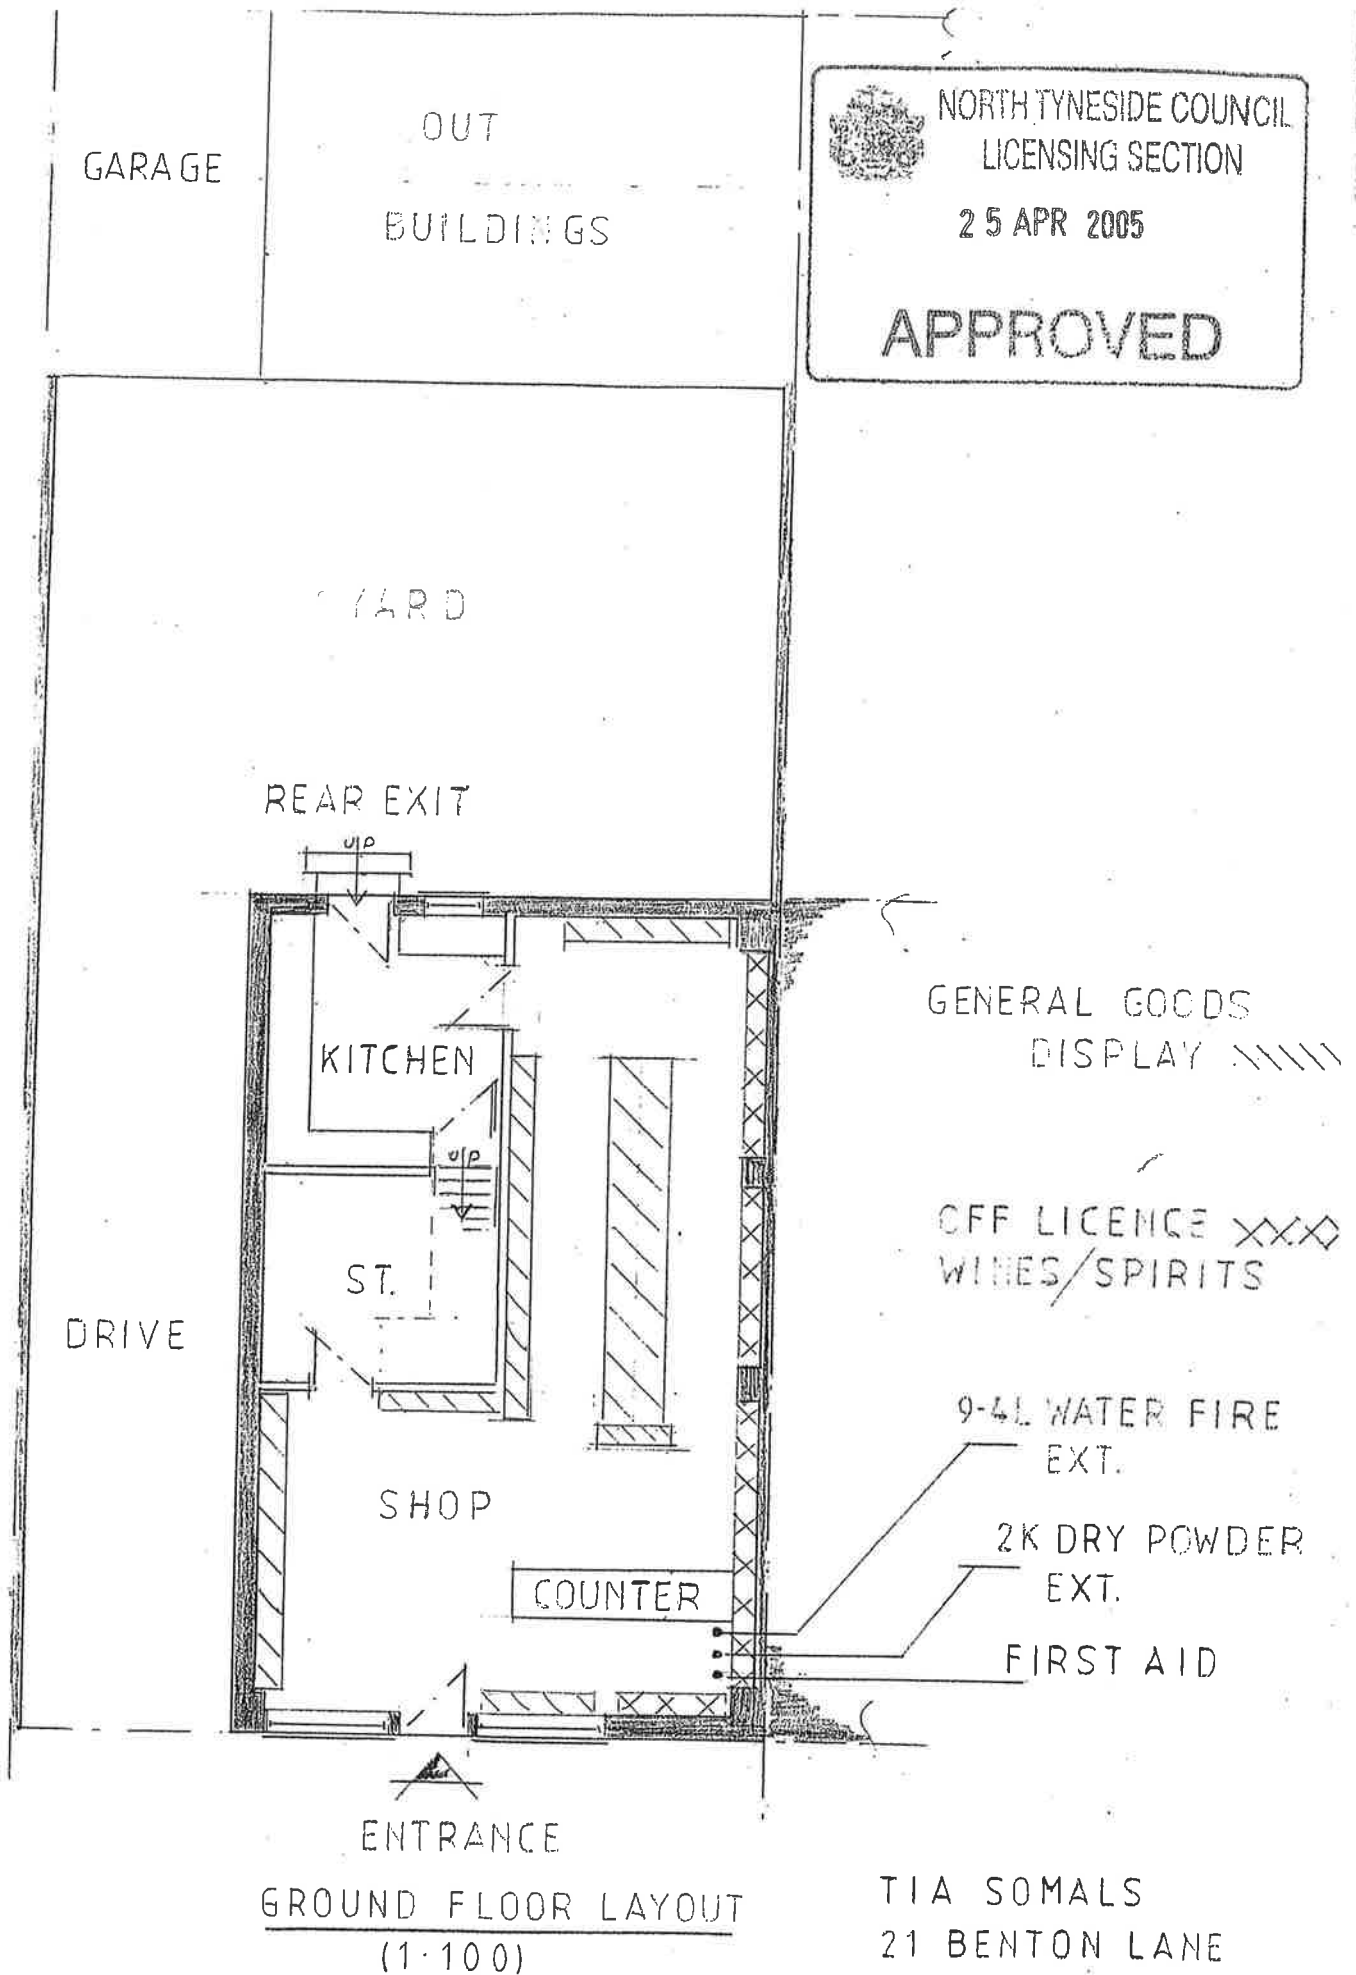 NORTH TYNESIDE COUNCIL
LICENSING SECTION
25 APR 2005
APPROVED
GARAGE
OUT
BUILDINGS
YARD
REAR EXIT
UP
KITCHEN
UP
ST.
DRIVE
SHOP
COUNTER
GENERAL GOODS
DISPLAY
OFF LICENCE
WINES/SPIRITS
9-4L WATER FIRE
EXT.
2K DRY POWDER
EXT.
FIRST AID
ENTRANCE
GROUND FLOOR LAYOUT
(1·100)
TIA SOMALS
21 BENTON LANE